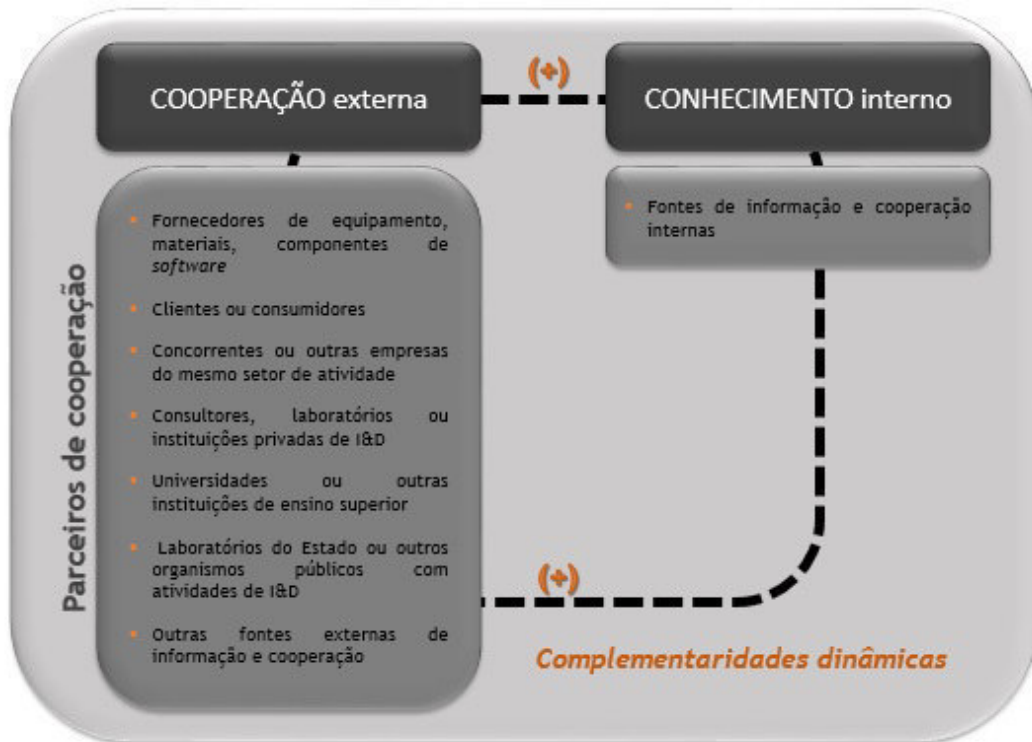 COOPERAÇÃO externa
(+)
CONHECIMENTO interno
Parceiros de cooperação
▪ Fornecedores de equipamento,
materiais, componentes de
software
▪ Clientes ou consumidores
▪ Concorrentes ou outras empresas
do mesmo setor de atividade
▪ Consultores, laboratórios ou
instituições privadas de I&D
▪ Universidades ou outras
instituições de ensino superior
▪ Laboratórios do Estado ou outros
organismos públicos com
atividades de I&D
▪ Outras fontes externas de
informação e cooperação
▪ Fontes de informação e cooperação
internas
(+)
Complementaridades dinâmicas